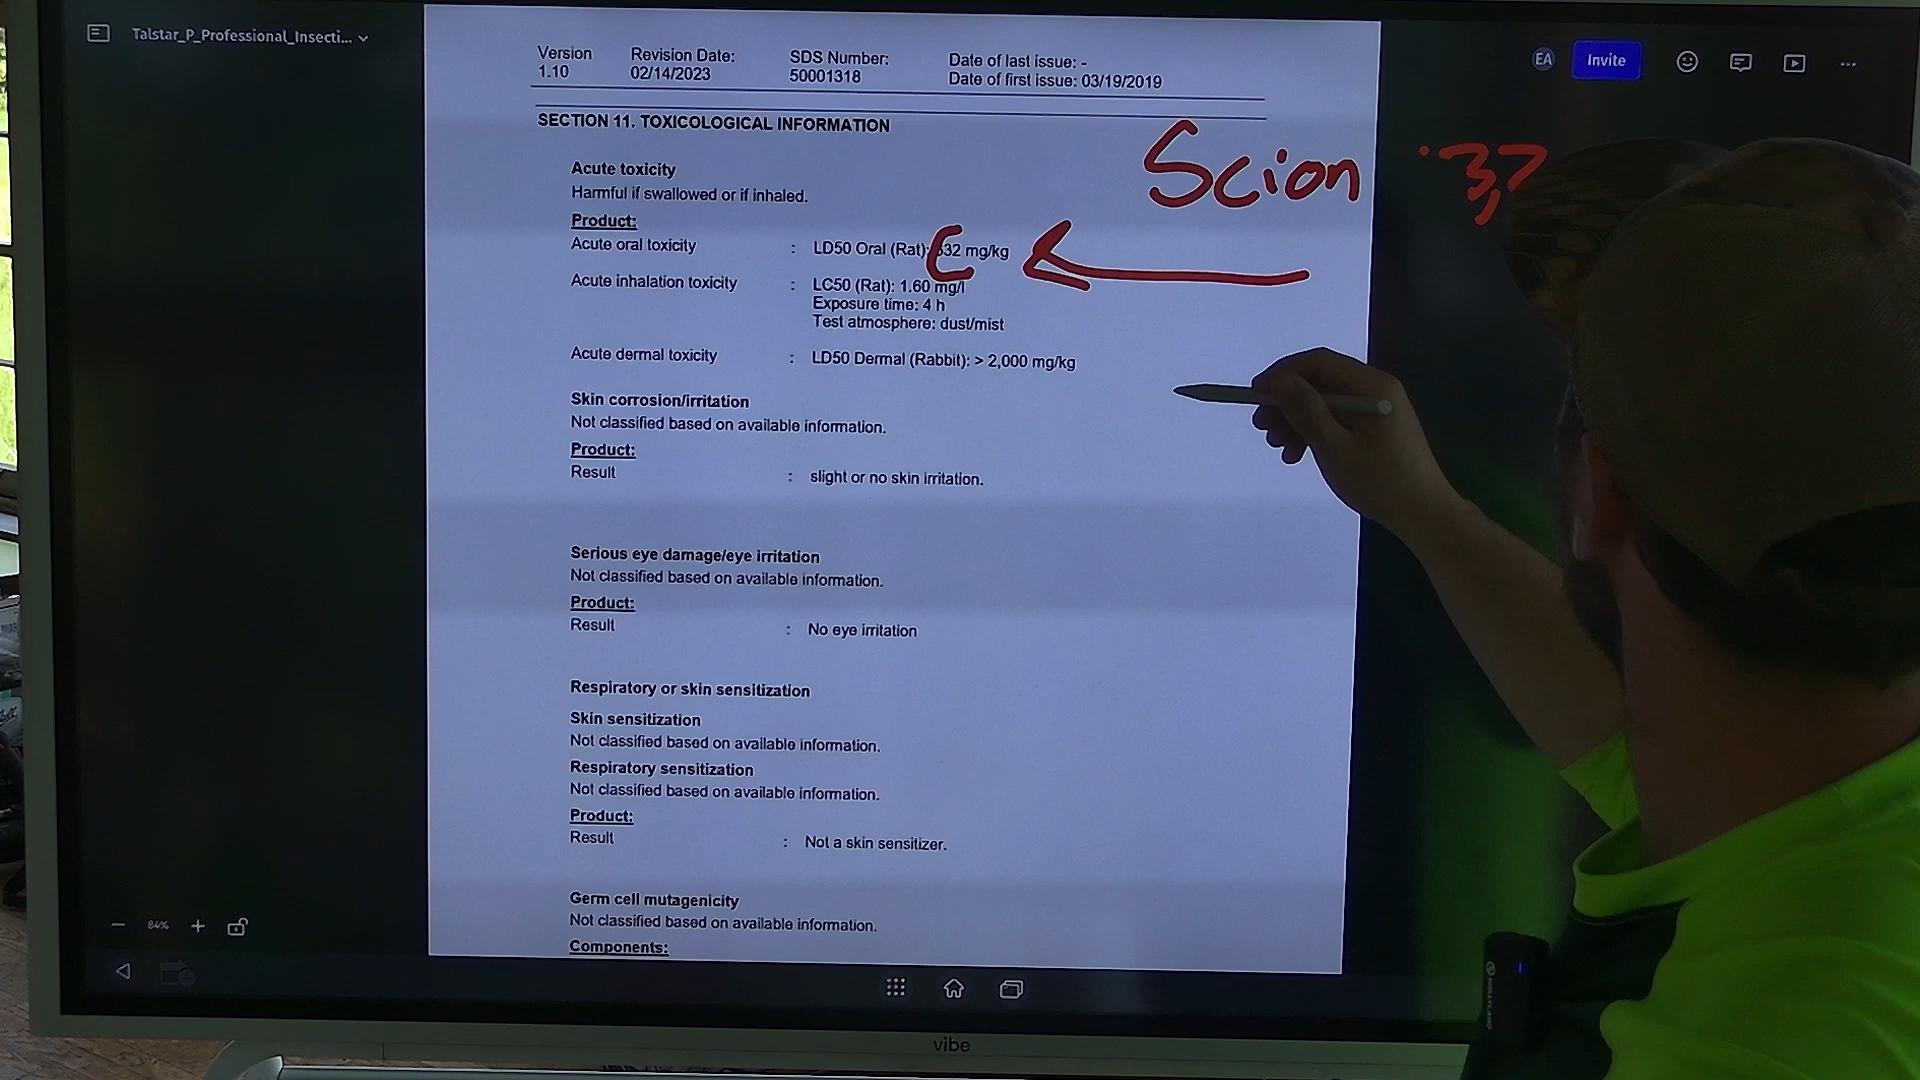 Talstar_P_Professional_Insecti...
EA
Invite
Version
1.10
Revision Date:
02/14/2023
SDS Number:
50001318
Date of last issue: -
Date of first issue: 03/19/2019
SECTION 11. TOXICOLOGICAL INFORMATION
Scion
Acute toxicity
Harmful if swallowed or if inhaled.
Product:
Acute oral toxicity : LD50 Oral (Rat): 632 mg/kg
Acute inhalation toxicity : LC50 (Rat): 1.60 mg/l
Exposure time: 4 h
Test atmosphere: dust/mist
Acute dermal toxicity : LD50 Dermal (Rabbit): > 2,000 mg/kg
Skin corrosion/irritation
Not classified based on available information.
Product:
Result : slight or no skin irritation.
Serious eye damage/eye irritation
Not classified based on available information.
Product:
Result : No eye irritation
Respiratory or skin sensitization
Skin sensitization
Not classified based on available information.
Respiratory sensitization
Not classified based on available information.
Product:
Result : Not a skin sensitizer.
Germ cell mutagenicity
Not classified based on available information.
Components:
84%
vibe